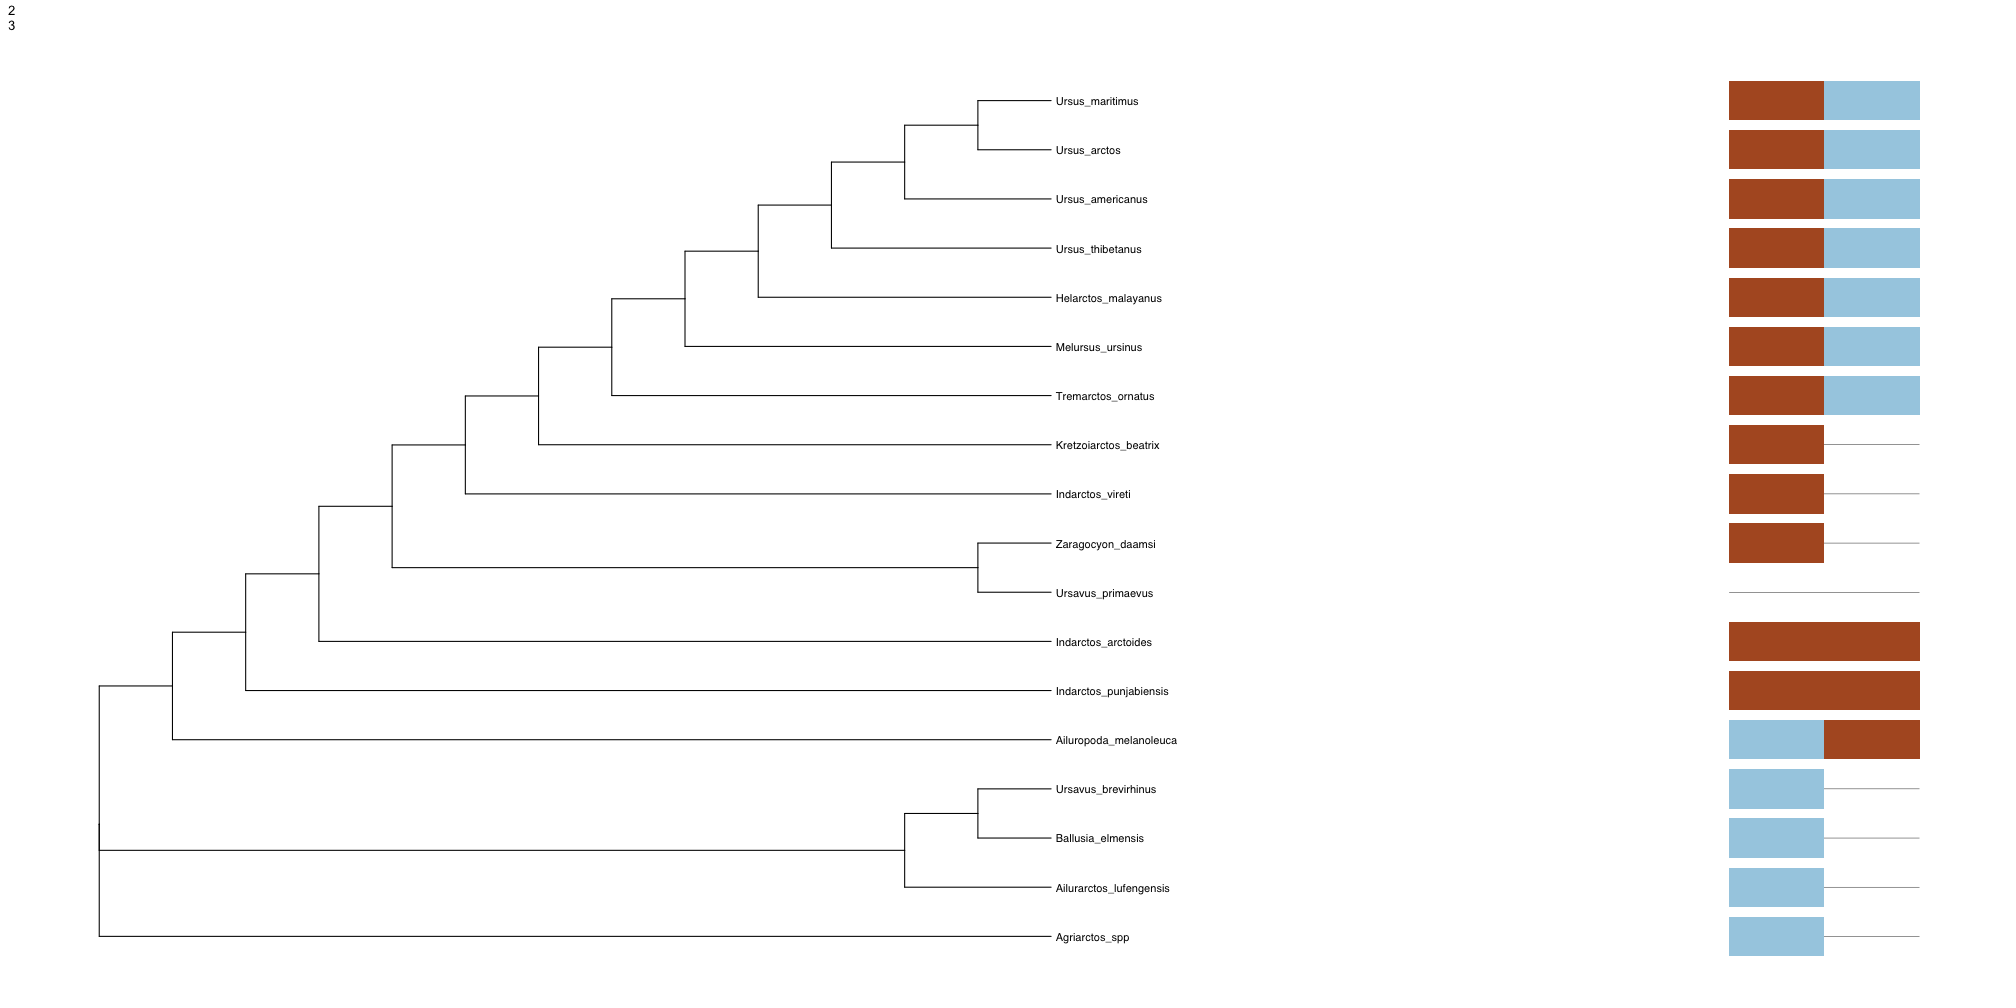 2
3
Ursus_maritimus
Ursus_arctos
Ursus_americanus
Ursus_thibetanus
Helarctos_malayanus
Melursus_ursinus
Tremarctos_ornatus
Kretzoiarctos_beatrix
Indarctos_vireti
Zaragocyon_daamsi
Ursavus_primaevus
Indarctos_arctoides
Indarctos_punjabiensis
Ailuropoda_melanoleuca
Ursavus_brevirhinus
Ballusia_elmensis
Ailurarctos_lufengensis
Agriarctos_spp